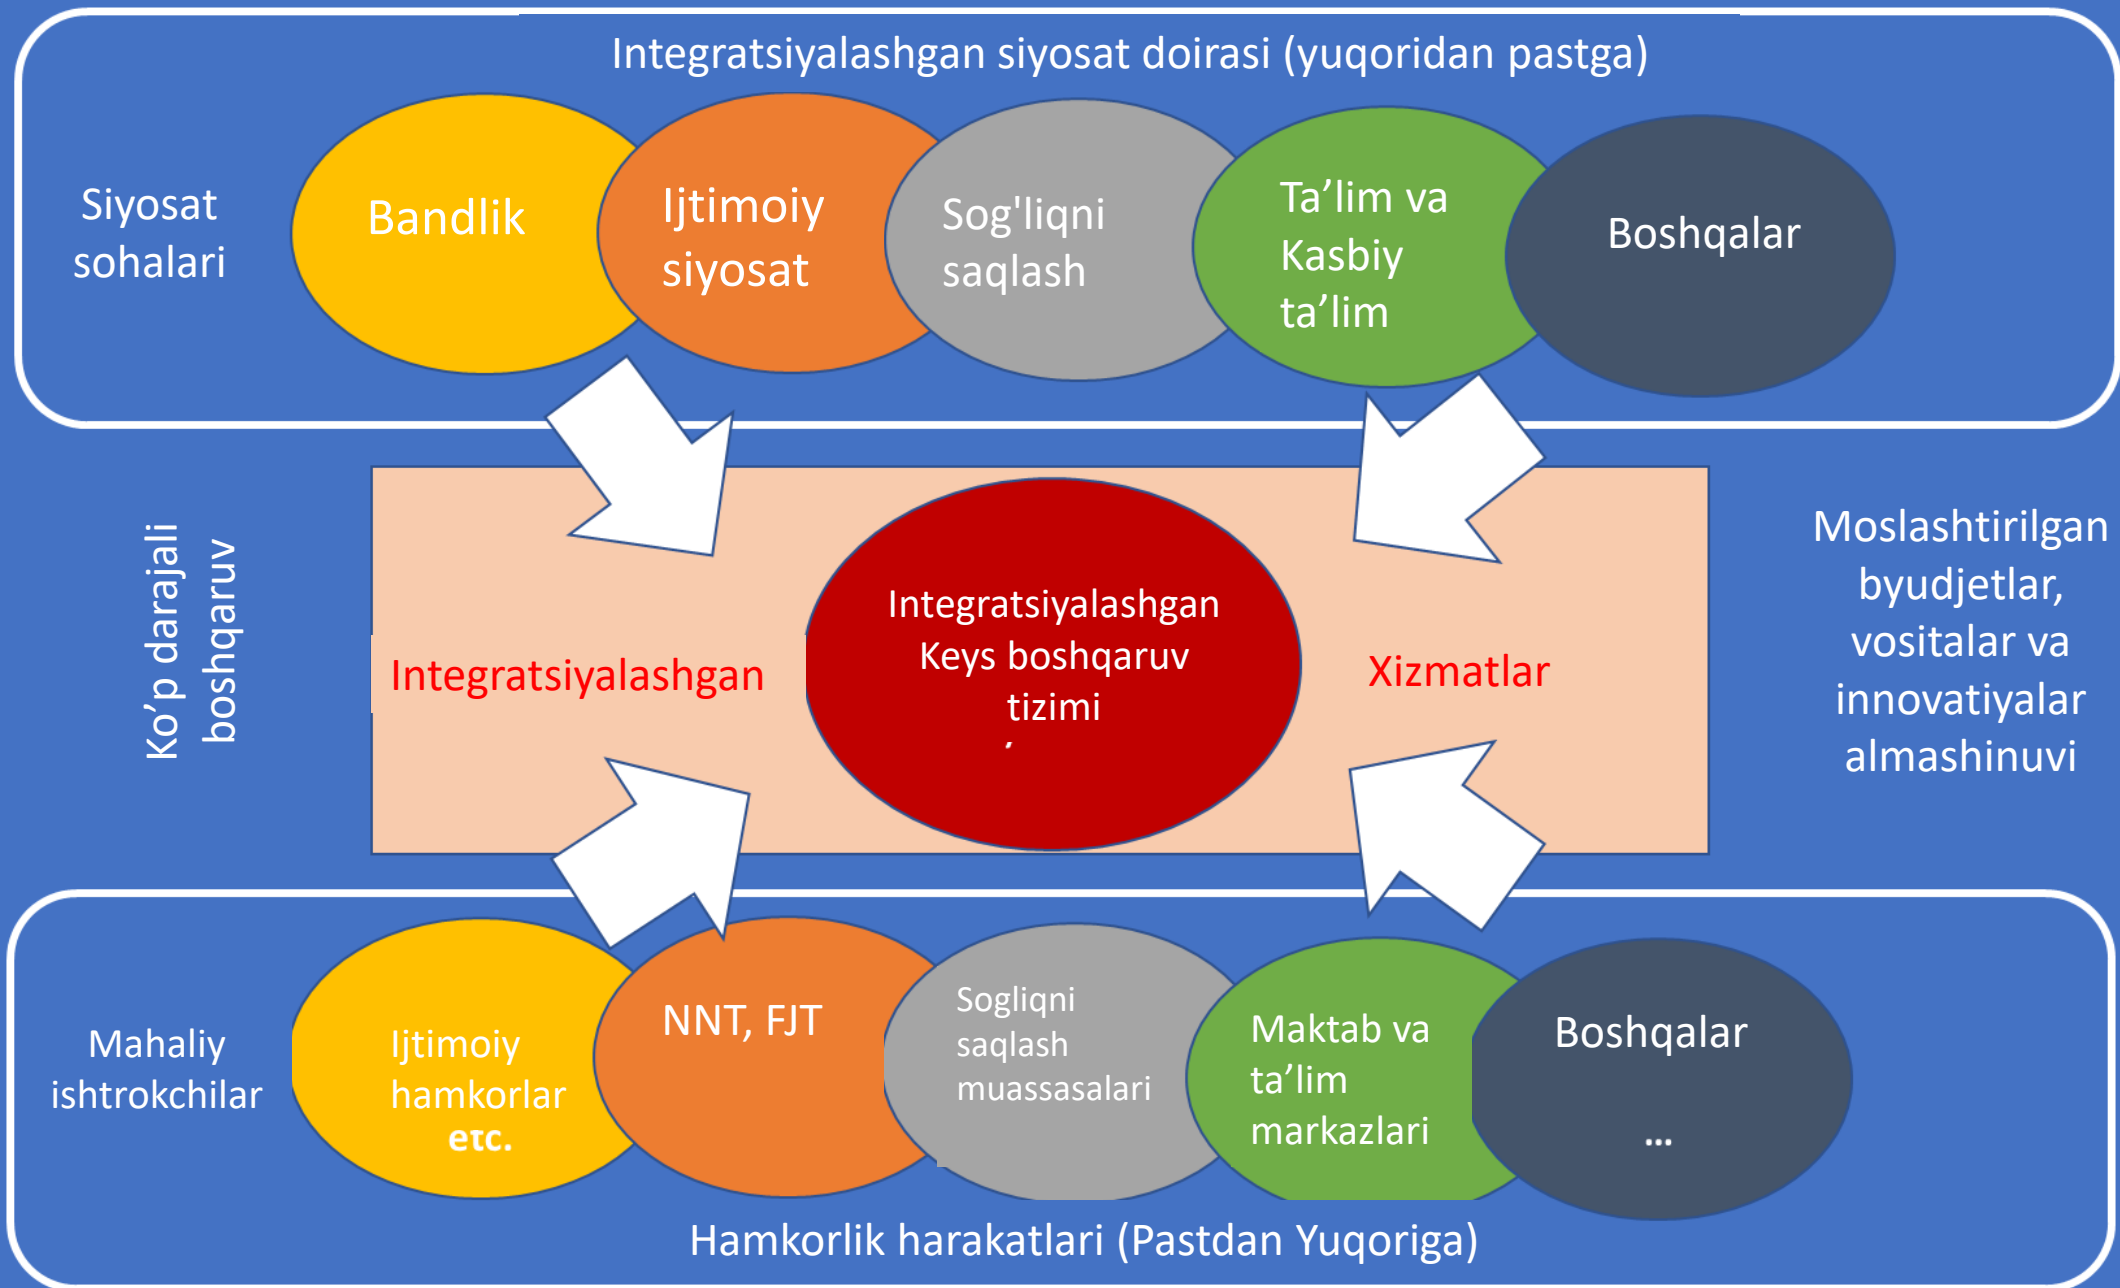 Integratsiyalashgan siyosat doirasi (yuqoridan pastga)
Siyosat
sohalari
Bandlik
Ijtimoiy
siyosat
Sog'liqni
saqlash
Ta’lim va
Kasbiy
ta’lim
Boshqalar
Ko’p darajali
boshqaruv
Integratsiyalashgan
Integratsiyalashgan
Keys boshqaruv
tizimi
Xizmatlar
Moslashtirilgan
byudjetlar,
vositalar va
innovatiyalar
almashinuvi
Mahaliy
ishtrokchilar
Ijtimoiy
hamkorlar
etc.
NNT, FJT
Sogliqni
saqlash
muassasalari
Maktab va
ta’lim
markazlari
Boshqalar
...
Hamkorlik harakatlari (Pastdan Yuqoriga)